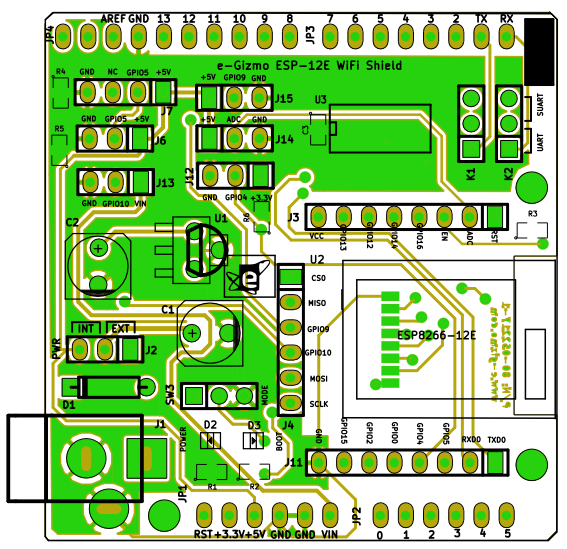 AREF GND 13 12 11 10 9 8 7 6 5 4 3 2 TX RX
JP4
JP3
e-Gizmo ESP-12E WiFi Shield
R4 GND NC GPIO5 +5V
J7
+5V GPIO9 GND
J15
U3
C3
SUART
UART
K1
K2
R5
GND GPIO5 +5V
J6
+5V ADC GND
J14
J13
GND GPIO10 VIN
J12
GND GPIO4 +3.3V
R6
J3
VCC GPIO13 GPIO12 GPIO14 GPIO16 EN ADC RST
R3
C2
U1
U2
J4
CS0
MISO
GPIO9
GPIO10
MOSI
SCLK
C1
ESP8266-12E
PWR
INT EXT
J2
D1
SW3
MODE
J1
POWER
D2
D3
BOOT
R1
R2
J11
GND GPIO15 GPIO2 GPIO0 GPIO4 GPIO5 RXD0 TXD0
JP1
JP2
RST +3.3V +5V GND GND VIN
0 1 2 3 4 5